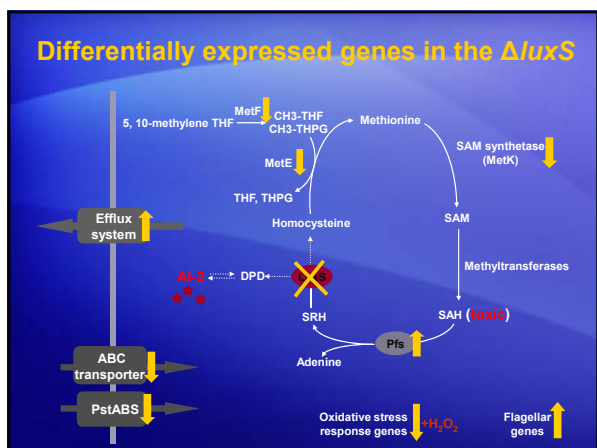 Differentially expressed genes in the ΔluxS
MetF
5, 10-methylene THF
CH3-THF
CH3-THPG
Methionine
MetE
SAM synthetase
(MetK)
THF, THPG
Efflux
system
Homocysteine
SAM
AI-2
DPD
LuxS
Methyltransferases
SRH
SAH (toxic)
Pfs
Adenine
ABC
transporter
PstABS
Oxidative stress
response genes
+H₂O₂
Flagellar
genes